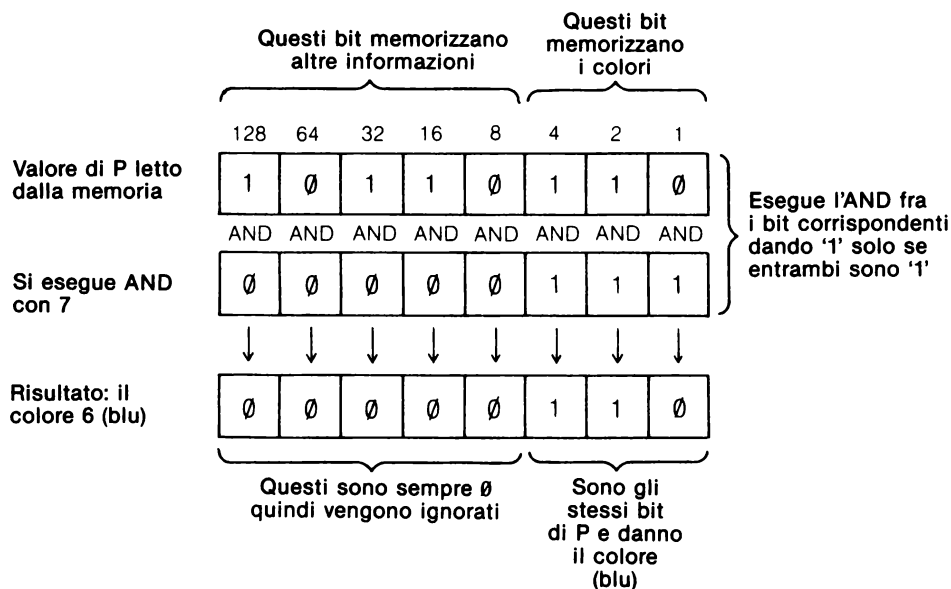 Questi bit memorizzano
altre informazioni
Questi bit
memorizzano
i colori
128 64 32 16 8 4 2 1
Valore di P letto
dalla memoria
1 Ø 1 1 Ø 1 1 Ø
AND AND AND AND AND AND AND AND
Esegue l'AND fra
i bit corrispondenti
dando '1' solo se
entrambi sono '1'
Si esegue AND
con 7
Ø Ø Ø Ø Ø 1 1 1
Risultato: il
colore 6 (blu)
Ø Ø Ø Ø Ø 1 1 Ø
Questi sono sempre Ø
quindi vengono ignorati
Sono gli
stessi bit
di P e danno
il colore
(blu)